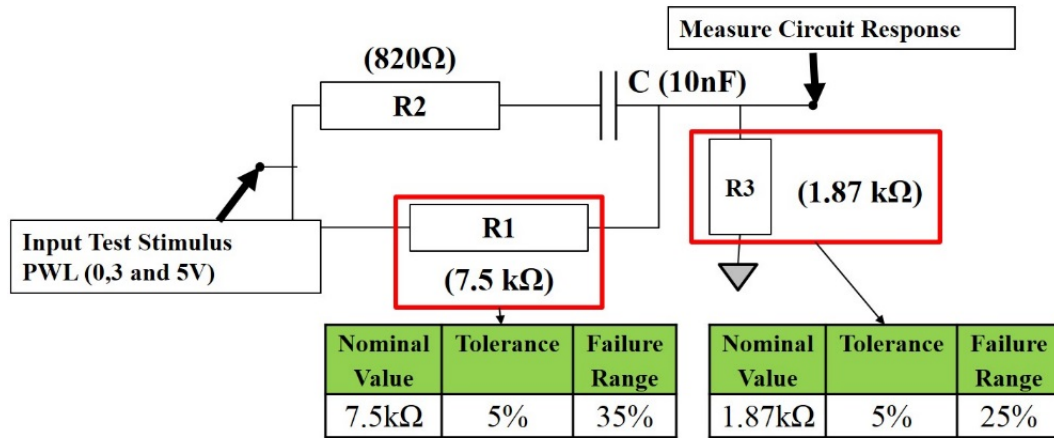 Measure Circuit Response
(820Ω)
R2
C (10nF)
R3
(1.87 kΩ)
Input Test Stimulus
PWL (0,3 and 5V)
R1
(7.5 kΩ)
Nominal Value Tolerance Failure Range
7.5kΩ 5% 35%
Nominal Value Tolerance Failure Range
1.87kΩ 5% 25%